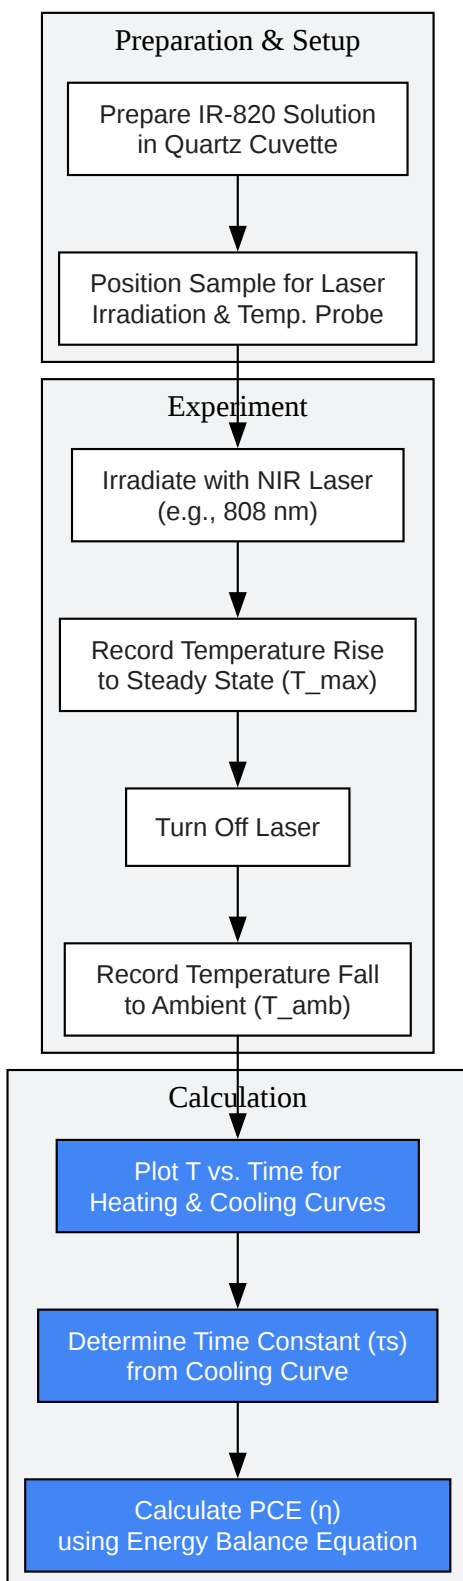 Preparation & Setup
Prepare IR-820 Solution
in Quartz Cuvette
Position Sample for Laser
Irradiation & Temp. Probe
Experiment
Irradiate with NIR Laser
(e.g., 808 nm)
Record Temperature Rise
to Steady State (T_max)
Turn Off Laser
Record Temperature Fall
to Ambient (T_amb)
Calculation
Plot T vs. Time for
Heating & Cooling Curves
Determine Time Constant (τs)
from Cooling Curve
Calculate PCE (η)
using Energy Balance Equation